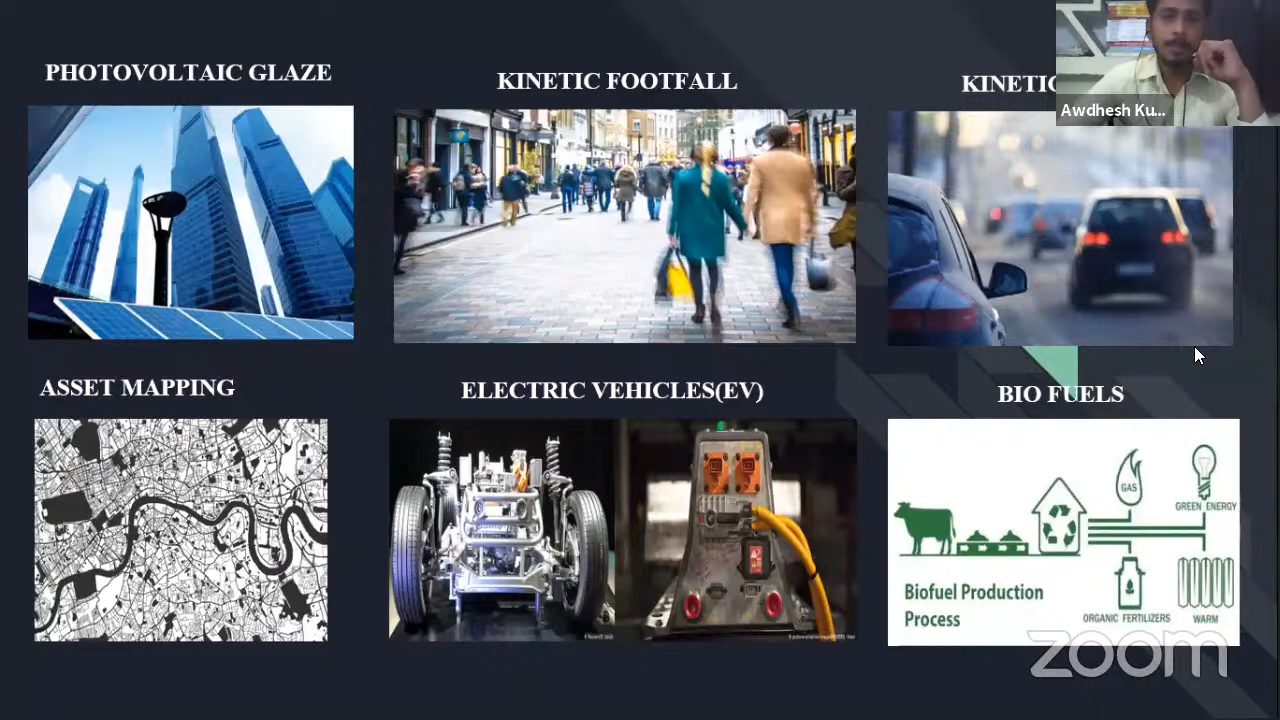 PHOTOVOLTAIC GLAZE
KINETIC FOOTFALL
KINETIC
Awdhesh Ku...
ASSET MAPPING
ELECTRIC VEHICLES(EV)
BIO FUELS
GAS
GREEN ENERGY
Biofuel Production
Process
ORGANIC FERTILIZERS
WARM
zoom